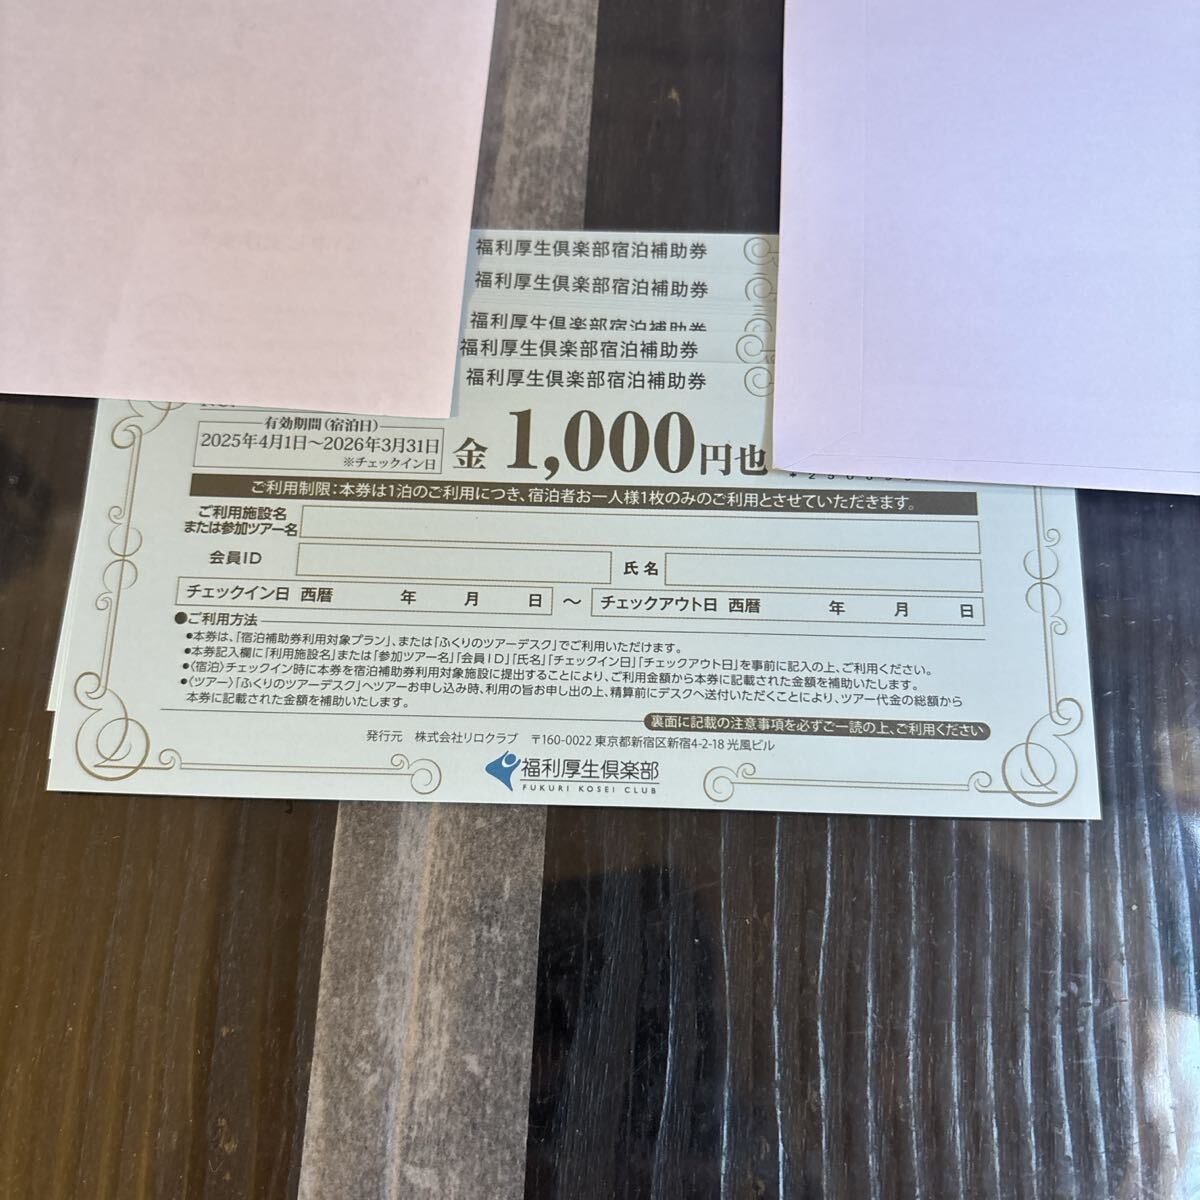 福利厚生倶楽部宿泊補助券
福利厚生倶楽部宿泊補助券
福利厚生倶楽部宿泊補助券
福利厚生倶楽部宿泊補助券
福利厚生倶楽部宿泊補助券
有効期間(宿泊日)
2025年4月1日〜2026年3月31日
※チェックイン日
金 1,000円也
ご利用制限:本券は1泊のご利用につき、宿泊者お一人様1枚のみのご利用とさせていただきます。
ご利用施設名
または参加ツアー名
会員ID 氏名
チェックイン日 西暦 年 月 日 〜 チェックアウト日 西暦 年 月 日
●ご利用方法
●本券は、「宿泊補助券利用対象プラン」、または「ふくりのツアーデスク」でご利用いただけます。
●本券記入欄に「利用施設名」または「参加ツアー名」「会員ID」「氏名」「チェックイン日」「チェックアウト日」を事前に記入の上、ご利用ください。
●〈宿泊〉チェックイン時に本券を宿泊補助券利用対象施設に提出することにより、ご利用金額から本券に記載された金額を補助いたします。
●〈ツアー〉「ふくりのツアーデスク」へツアーお申し込み時、利用の旨お申し出の上、精算前にデスクへ送付いただくことにより、ツアー代金の総額から
本券に記載された金額を補助いたします。
裏面に記載の注意事項を必ずご一読の上、ご利用ください
発行元 株式会社リロクラブ 〒160-0022 東京都新宿区新宿4-2-18 光風ビル
福利厚生倶楽部
FUKURI KOSEI CLUB